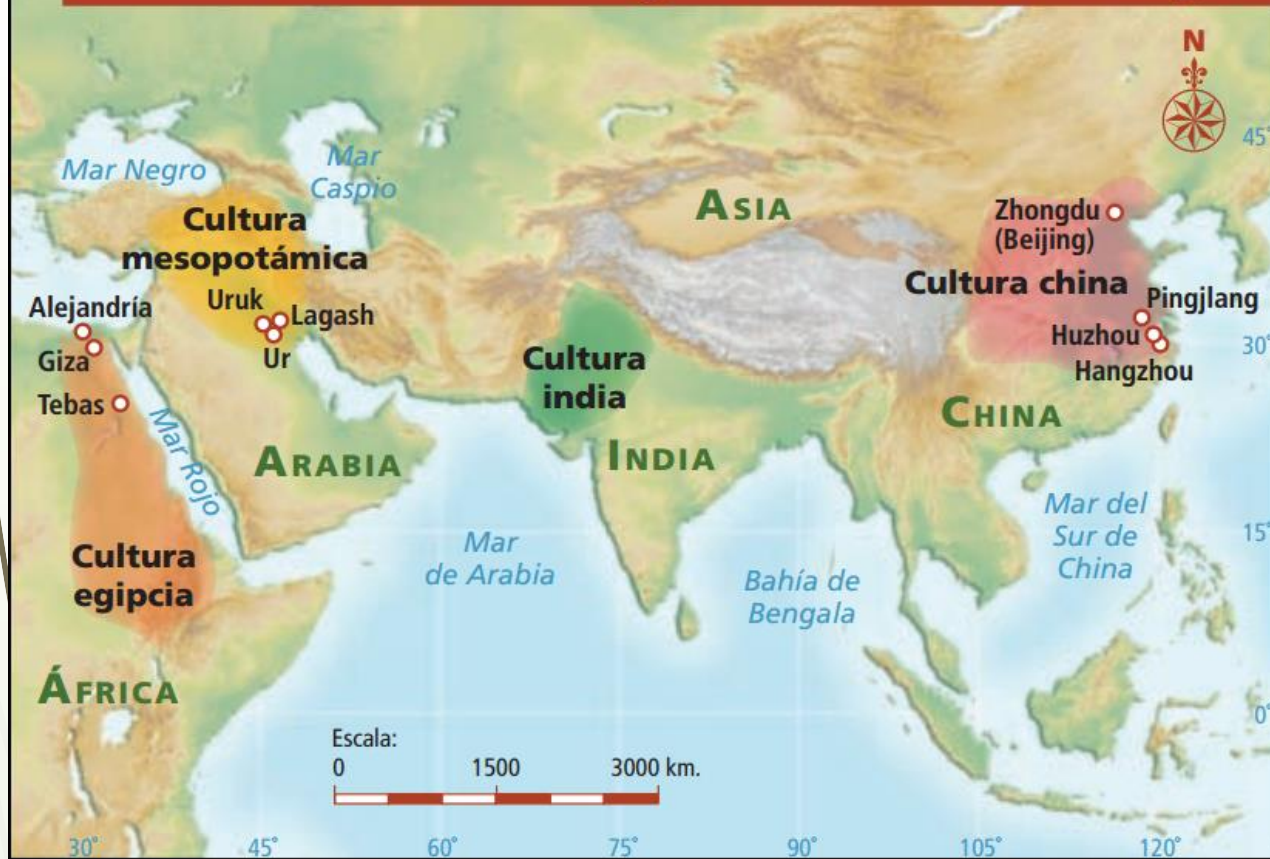 N
45°
Mar Negro
Mar
Caspio
ASIA
Cultura
mesopotámica
Zhongdu
(Beijing)
Cultura china
Alejandría
Uruk
Lagash
Pingjlang
Giza
Ur
Huzhou
30°
Cultura
india
Hangzhou
Tebas
CHINA
Mar Rojo
ARABIA
INDIA
Mar del
Sur de
China
15°
Mar
de Arabia
Cultura
egipcia
Bahía de
Bengala
ÁFRICA
0°
Escala:
0 1500 3000 km.
30° 45° 60° 75° 90° 105° 120°